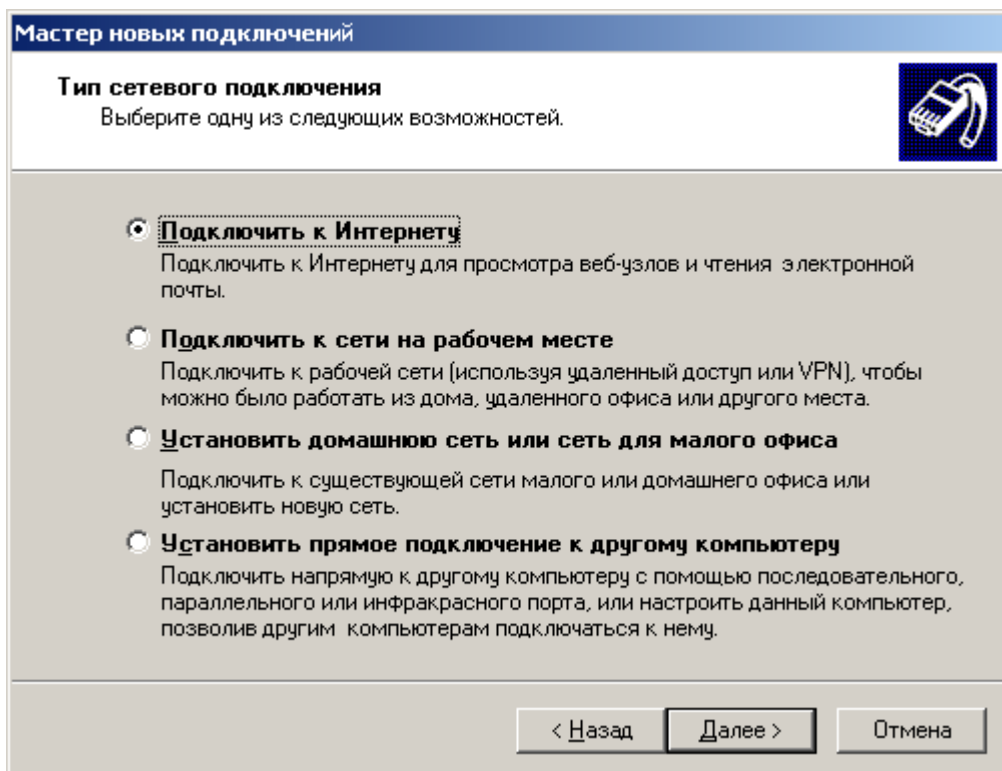 Мастер новых подключений
Тип сетевого подключения
Выберите одну из следующих возможностей.
Подключить к Интернету
Подключить к Интернету для просмотра веб-узлов и чтения электронной
почты.
Подключить к сети на рабочем месте
Подключить к рабочей сети (используя удаленный доступ или VPN), чтобы
можно было работать из дома, удаленного офиса или другого места.
Установить домашнюю сеть или сеть для малого офиса
Подключить к существующей сети малого или домашнего офиса или
установить новую сеть.
Установить прямое подключение к другому компьютеру
Подключить напрямую к другому компьютеру с помощью последовательного,
параллельного или инфракрасного порта, или настроить данный компьютер,
позволив другим компьютерам подключаться к нему.
< Назад Далее > Отмена